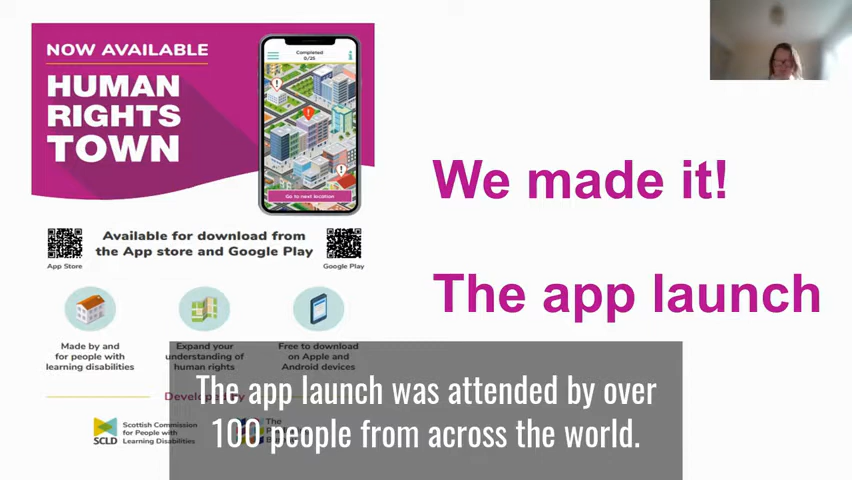 NOW AVAILABLE
HUMAN
RIGHTS
TOWN
Completed
0/25
Go to next location
Available for download from
the App store and Google Play
App Store
Google Play
Made by and
for people with
learning disabilities
Expand your
understanding of
human rights
Free to download
on Apple and
Android devices
We made it!
The app launch
Developed by
SCLD
Scottish Commission
for People with
Learning Disabilities
The
The app launch was attended by over
100 people from across the world.